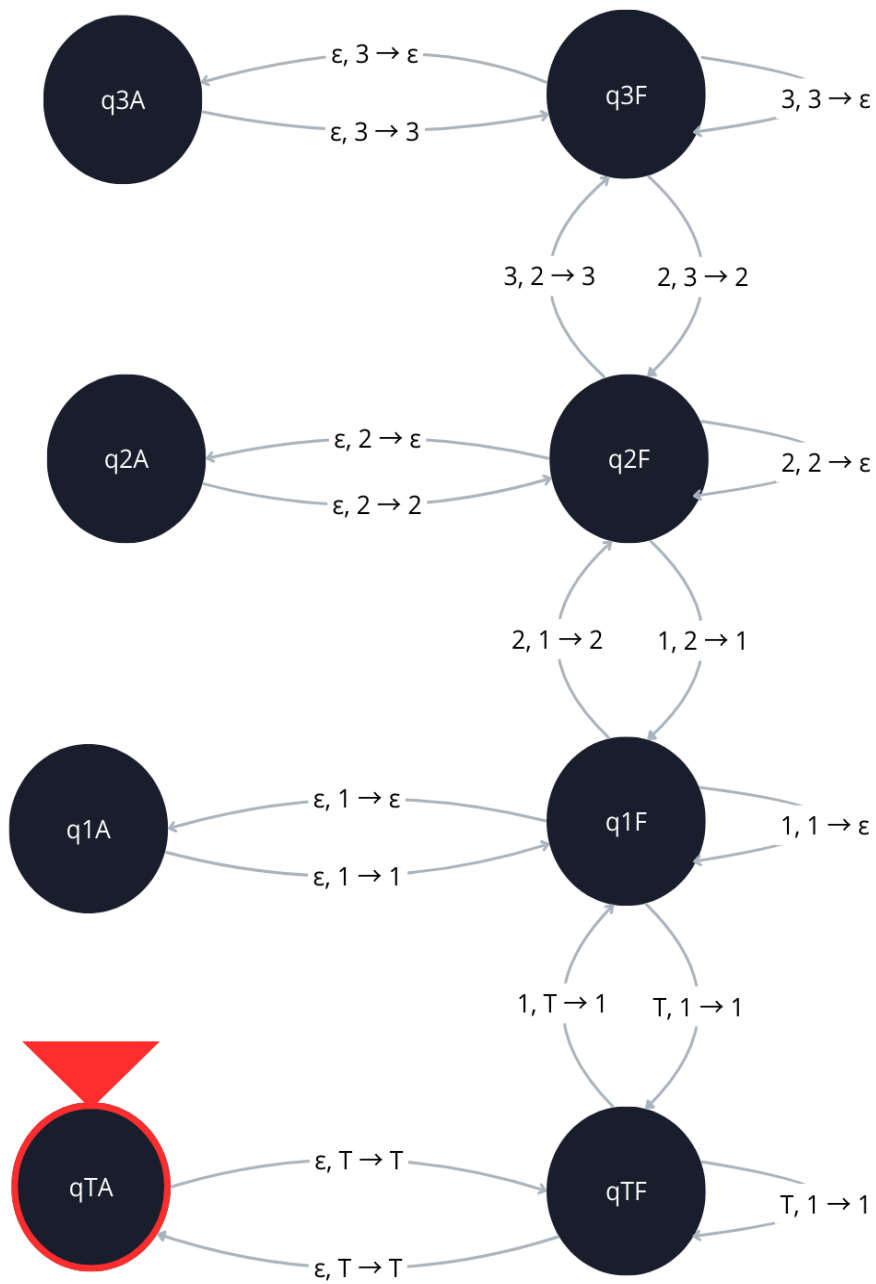 ε, 3 → ε
q3A
q3F
3, 3 → ε
ε, 3 → 3
3, 2 → 3
2, 3 → 2
ε, 2 → ε
q2A
q2F
2, 2 → ε
ε, 2 → 2
2, 1 → 2
1, 2 → 1
ε, 1 → ε
q1A
q1F
1, 1 → ε
ε, 1 → 1
1, T → 1
T, 1 → 1
ε, T → T
qTA
qTF
T, 1 → 1
ε, T → T